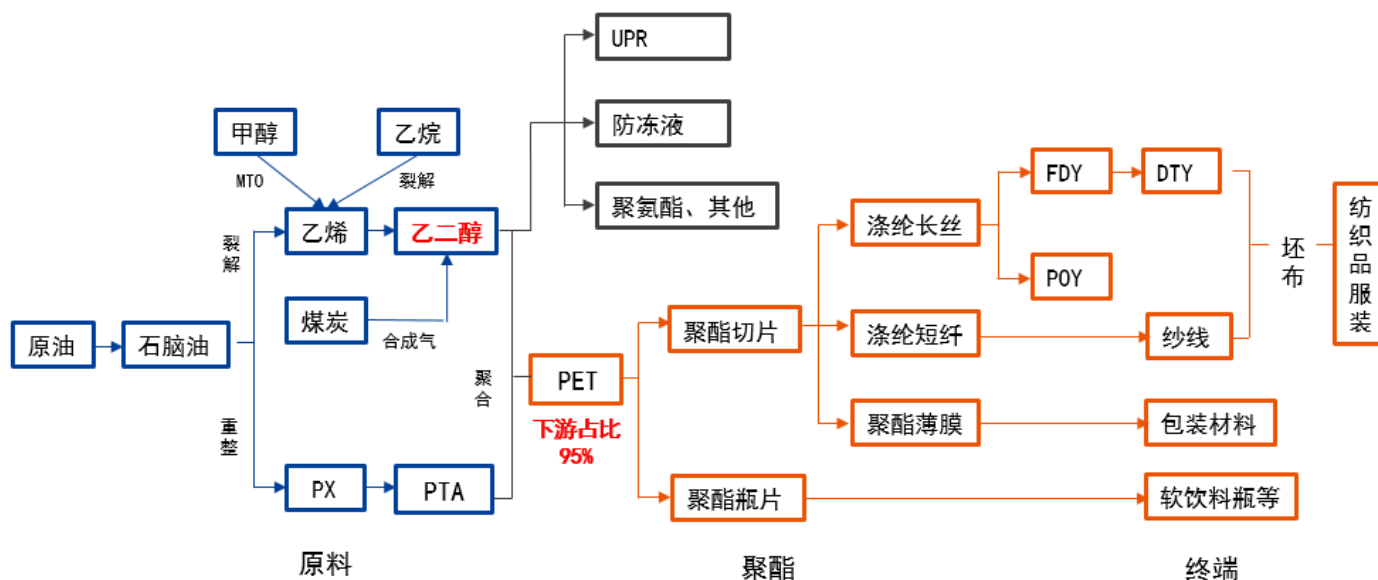 UPR
甲醇
乙烷
防冻液
MTO
裂解
FDY
DTY
聚氨酯、其他
涤纶长丝
裂解
乙烯
乙二醇
坯布
纺织品服装
POY
煤炭
合成气
聚酯切片
涤纶短纤
纱线
原油
石脑油
聚合
PET
下游占比
95%
重整
聚酯薄膜
包装材料
PX
PTA
聚酯瓶片
软饮料瓶等
原料
聚酯
终端